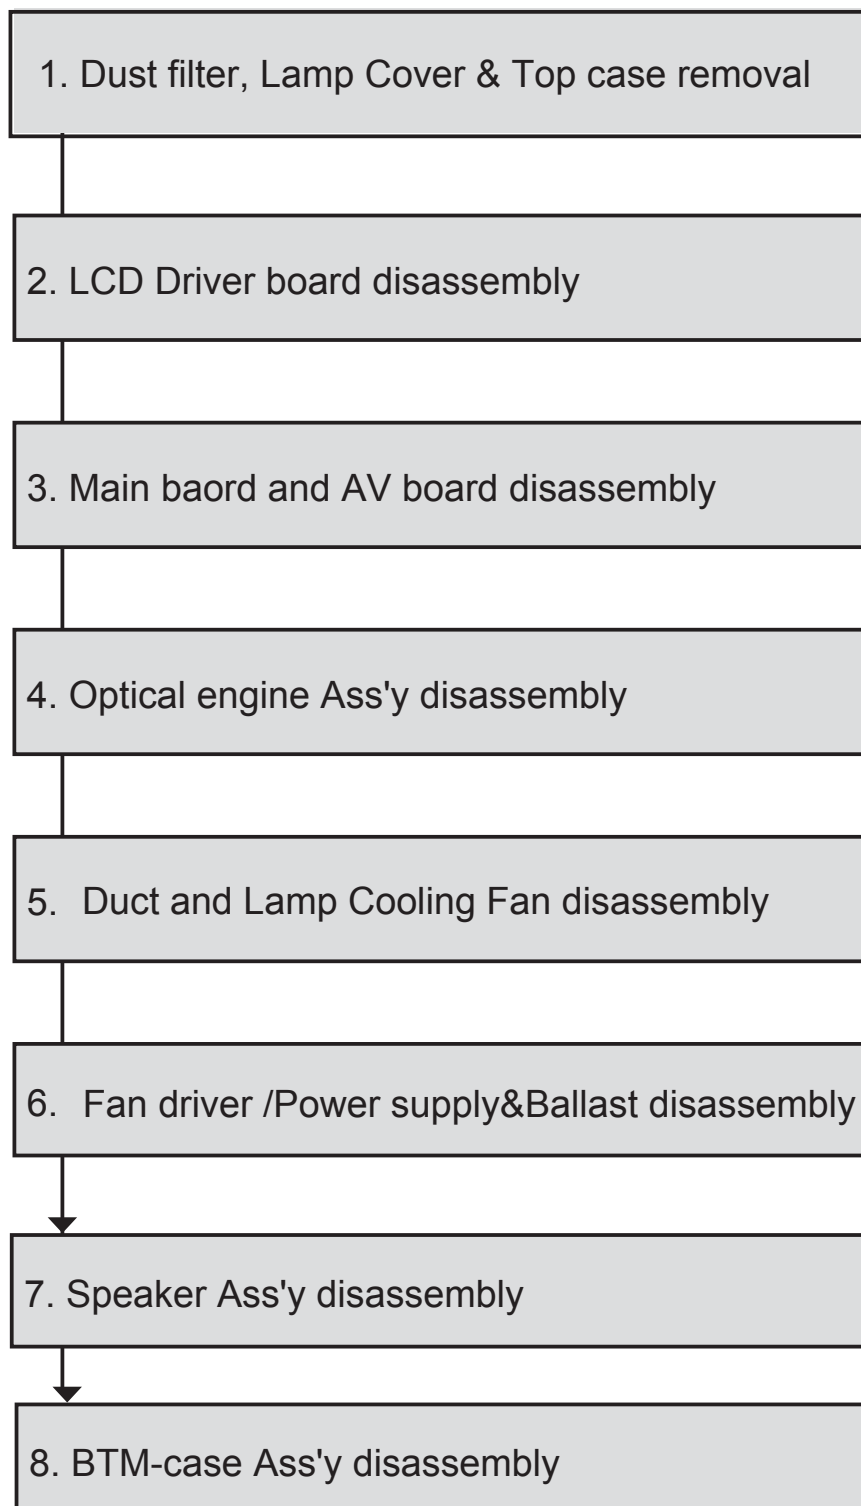 1. Dust filter, Lamp Cover & Top case removal
2. LCD Driver board disassembly
3. Main baord and AV board disassembly
4. Optical engine Ass'y disassembly
5. Duct and Lamp Cooling Fan disassembly
6. Fan driver /Power supply&Ballast disassembly
7. Speaker Ass'y disassembly
8. BTM-case Ass'y disassembly